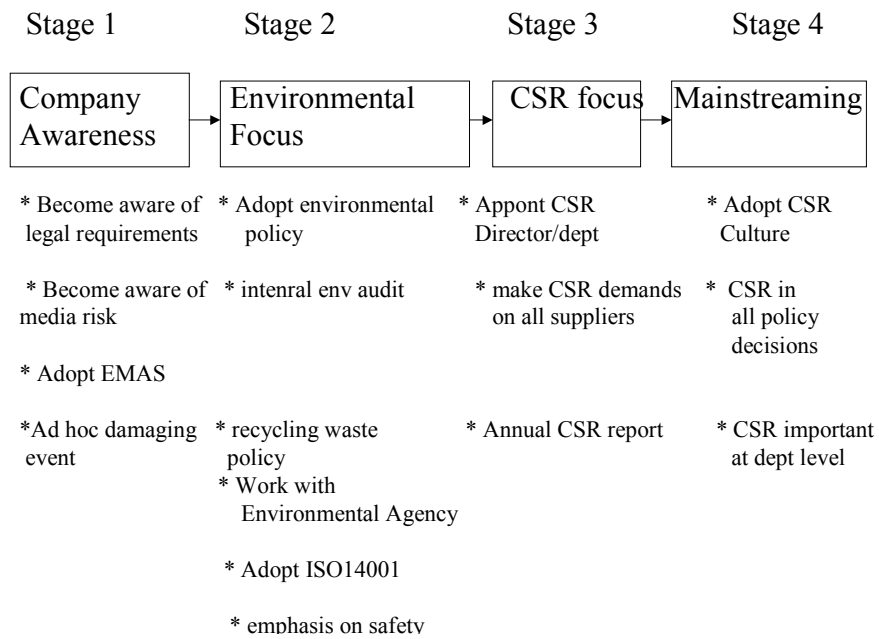 Stage 1
Stage 2
Stage 3
Stage 4
Company
Awareness
Environmental
Focus
CSR focus
Mainstreaming
* Become aware of
legal requirements
* Become aware of
media risk
* Adopt EMAS
*Ad hoc damaging
event
* Adopt environmental
policy
* intenral env audit
* recycling waste
policy
* Work with
Environmental Agency
* Adopt ISO14001
* emphasis on safety
* Appont CSR
Director/dept
* make CSR demands
on all suppliers
* Annual CSR report
* Adopt CSR
Culture
* CSR in
all policy
decisions
* CSR important
at dept level